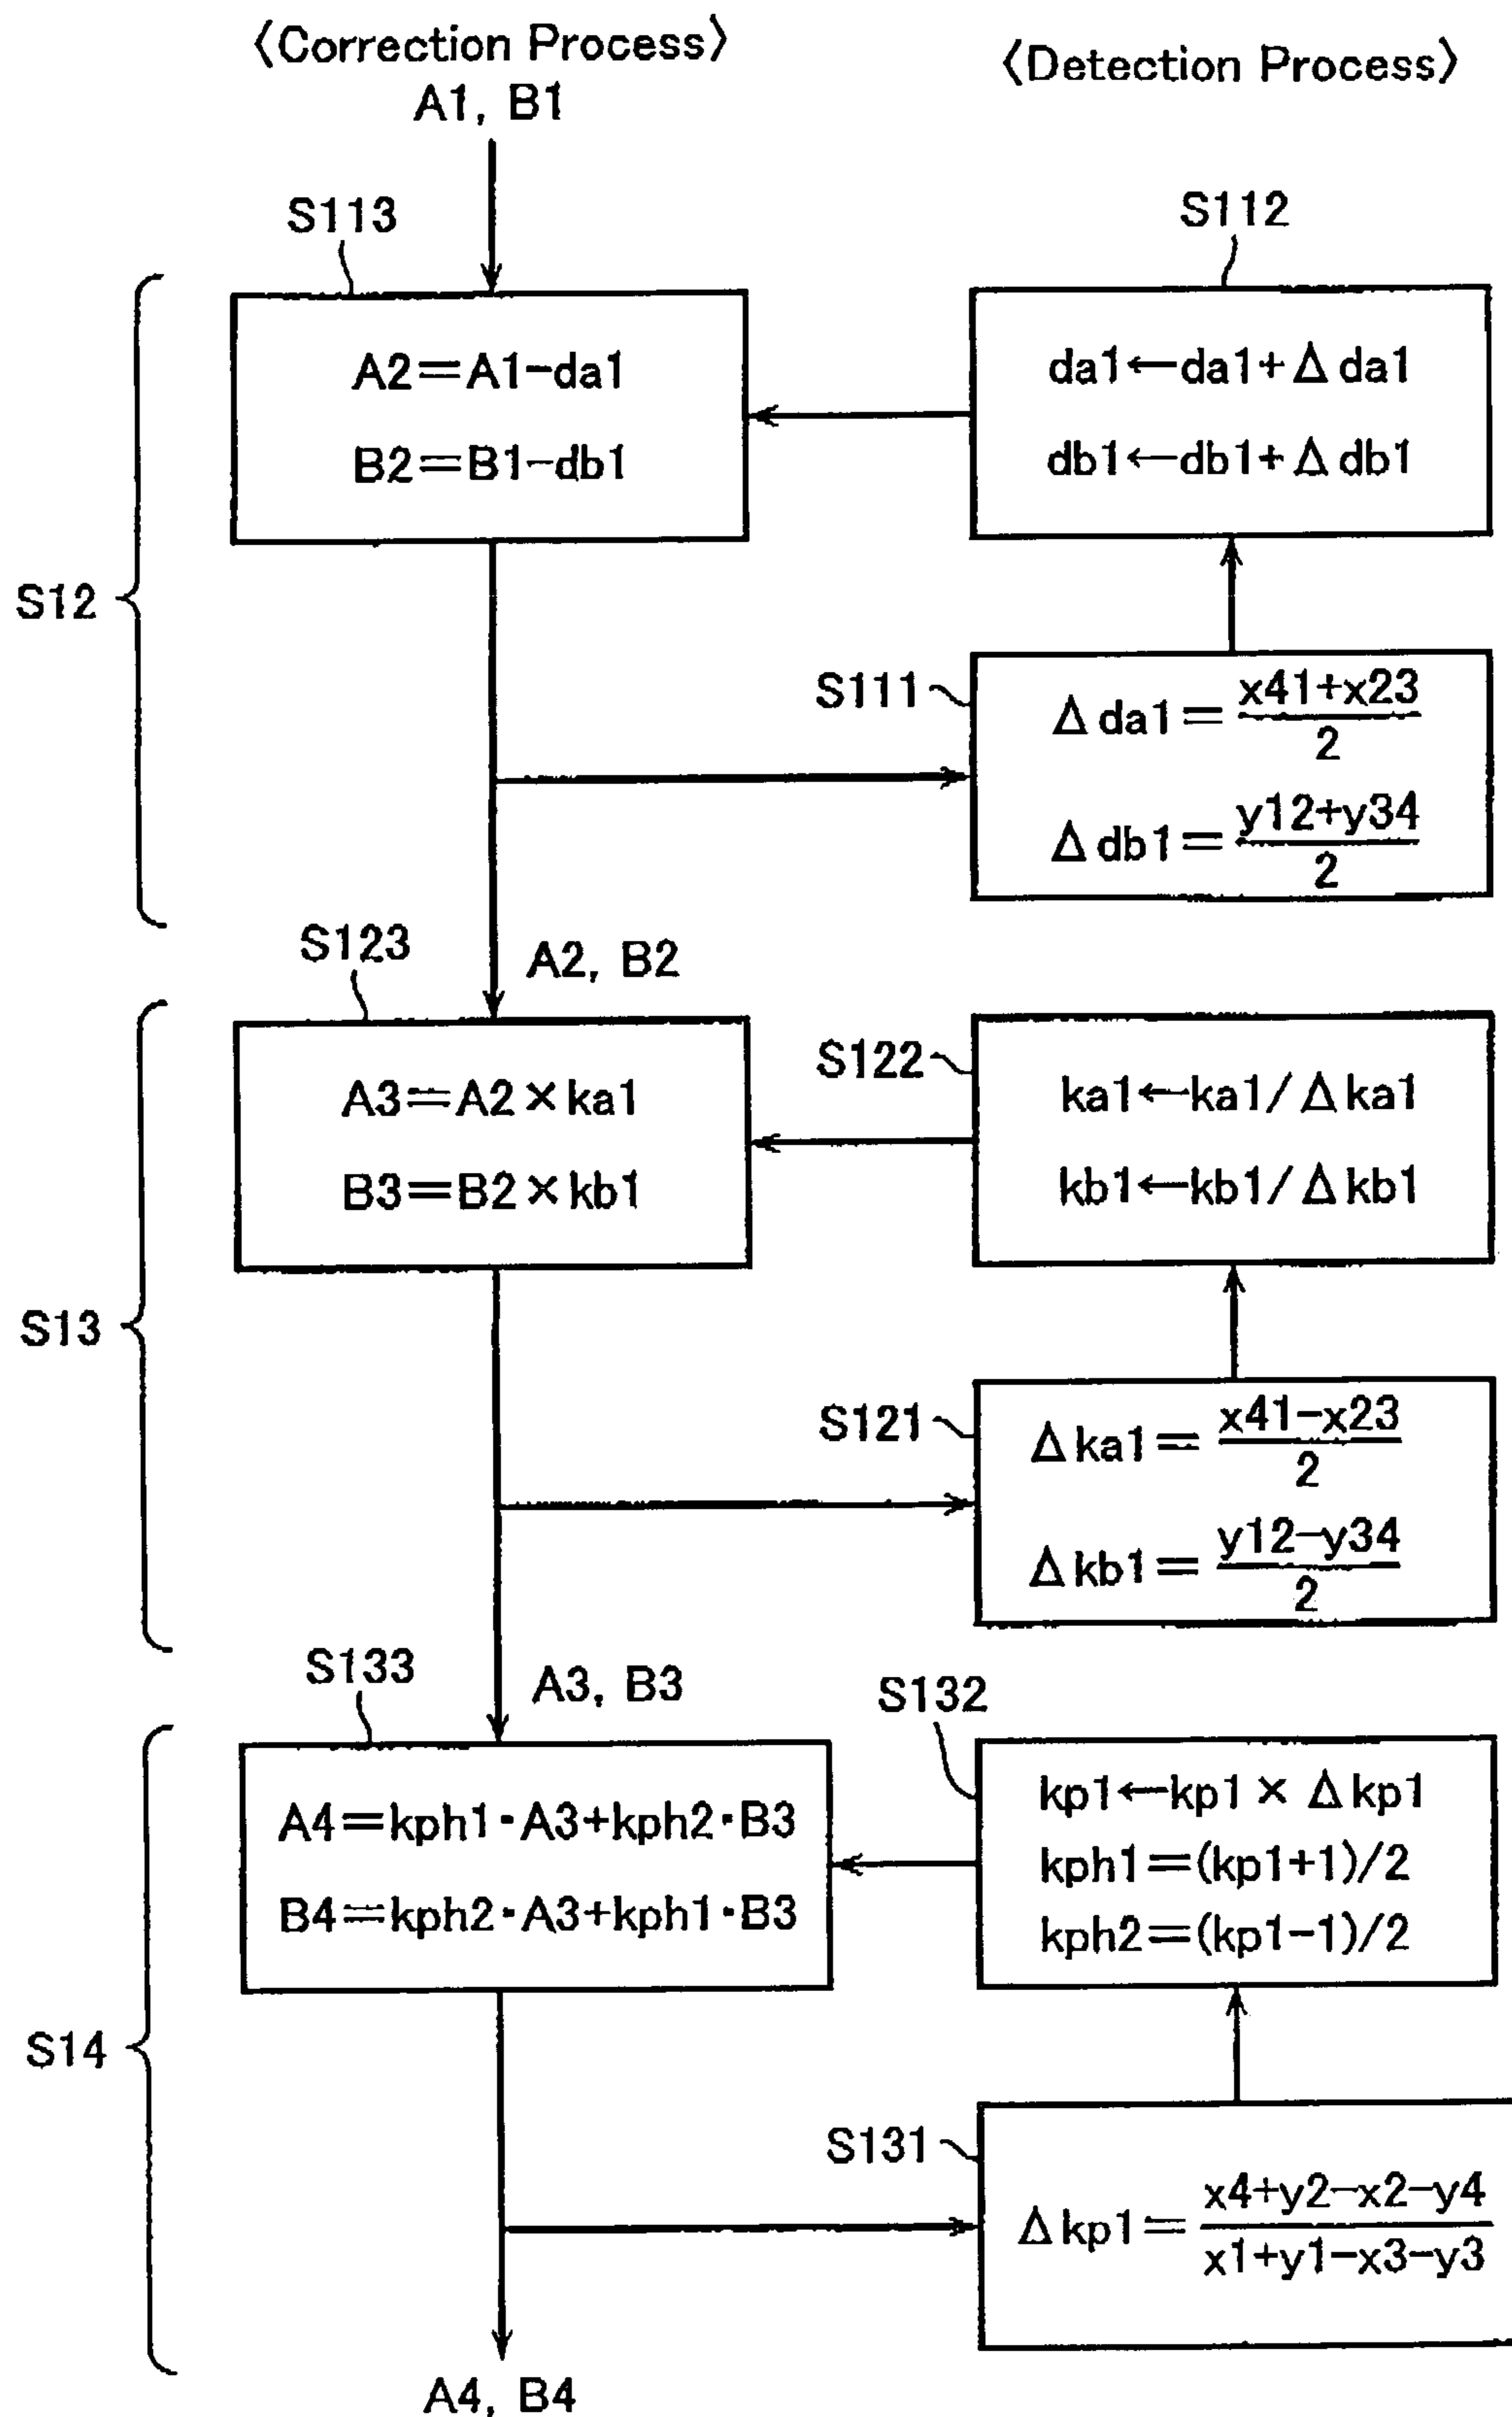 〈Correction Process〉
〈Detection Process〉
A1, B1
S113
S112
A2=A1-da1
B2=B1-db1
da1←da1+Δda1
db1←db1+Δdb1
S12
S111
Δda1=(x41+x23)/2
Δdb1=(y12+y34)/2
S123
A2, B2
A3=A2×ka1
B3=B2×kb1
S122
ka1←ka1/Δka1
kb1←kb1/Δkb1
S13
S121
Δka1=(x41-x23)/2
Δkb1=(y12-y34)/2
S133
A3, B3
S132
A4=kph1·A3+kph2·B3
B4=kph2·A3+kph1·B3
kp1←kp1×Δkp1
kph1=(kp1+1)/2
kph2=(kp1-1)/2
S14
S131
Δkp1=(x4+y2-x2-y4)/(x1+y1-x3-y3)
A4, B4